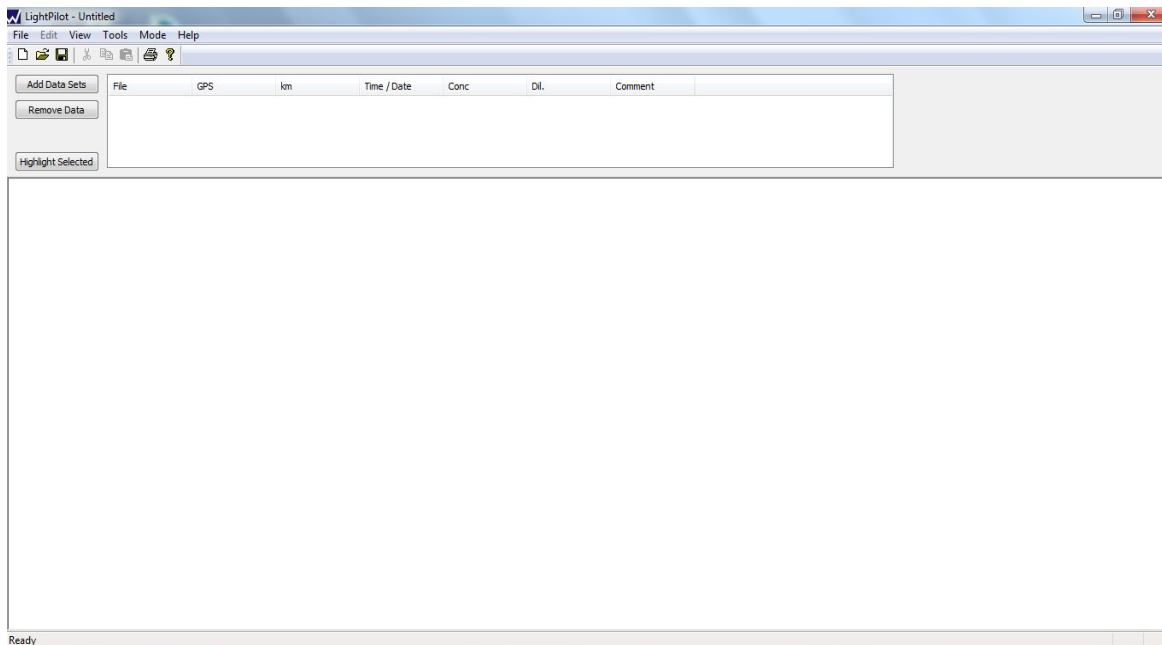 LightPilot - Untitled
File Edit View Tools Mode Help
Add Data Sets
File GPS km Time / Date Conc Dil. Comment
Remove Data
Highlight Selected
Ready